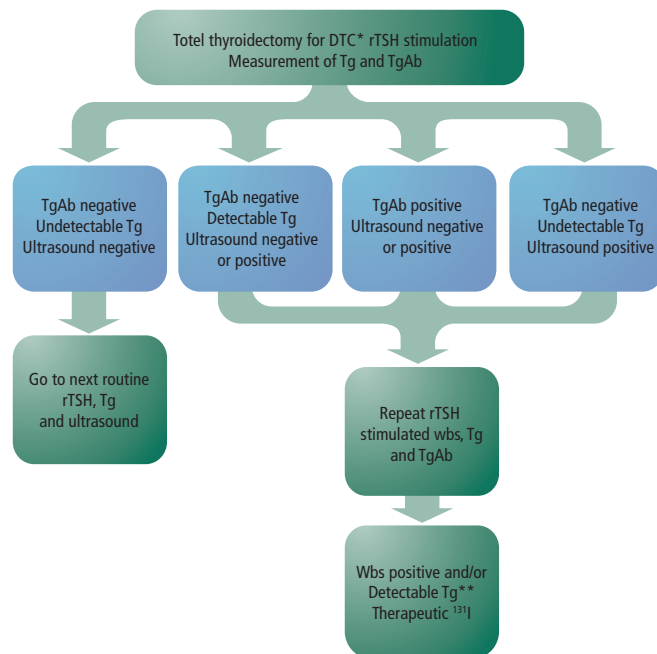 Totel thyroidectomy for DTC* rTSH stimulation
Measurement of Tg and TgAb
TgAb negative
Undetectable Tg
Ultrasound negative
TgAb negative
Detectable Tg
Ultrasound negative
or positive
TgAb positive
Ultrasound negative
or positive
TgAb negative
Undetectable Tg
Ultrasound positive
Go to next routine
rTSH, Tg
and ultrasound
Repeat rTSH
stimulated wbs, Tg
and TgAb
Wbs positive and/or
Detectable Tg**
Therapeutic ¹³¹I